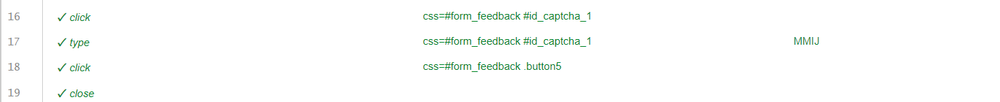 16 ✓ click css=#form_feedback #id_captcha_1
17 ✓ type css=#form_feedback #id_captcha_1 MMIJ
18 ✓ click css=#form_feedback .button5
19 ✓ close